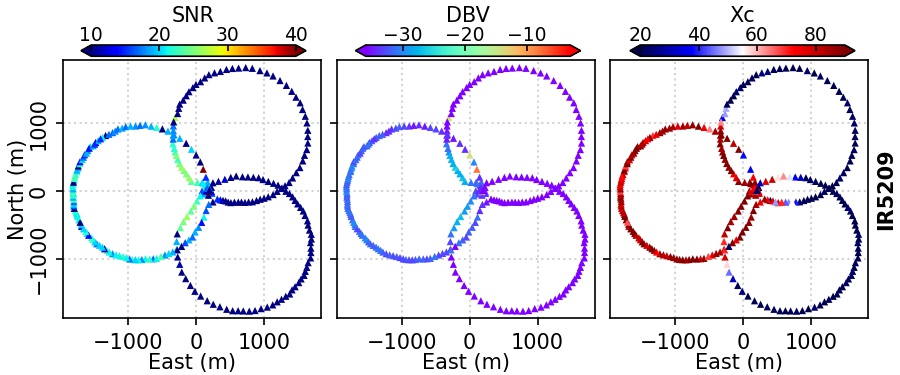 SNR DBV Xc
10 20 30 40 −30 −20 −10 20 40 60 80
1000
0
−1000
North (m)
−1000 0 1000 −1000 0 1000 −1000 0 1000
East (m) East (m) East (m)
IR5209